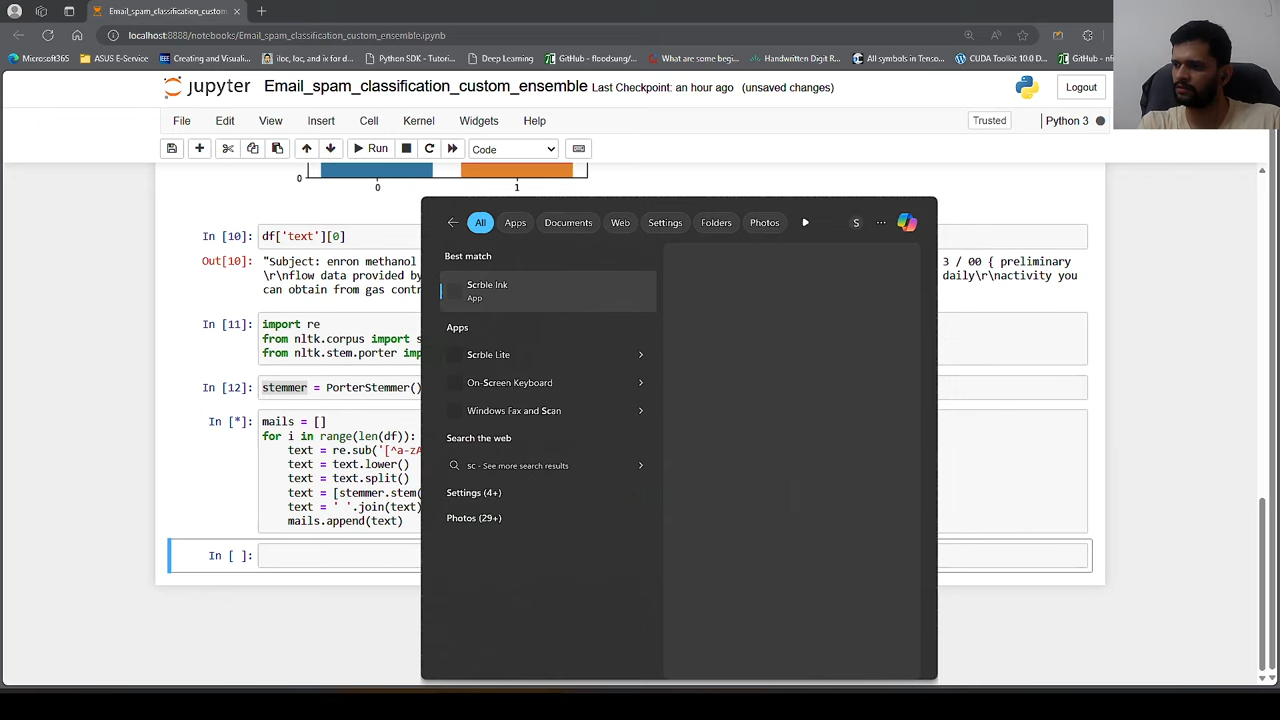 Email_spam_classification_custom
localhost:8888/notebooks/Email_spam_classification_custom_ensemble.ipynb
Microsoft365
ASUS E-Service
Creating and Visuali...
iloc, loc, and ix for d...
Python SDK - Tutori...
Deep Learning
GitHub - floodsung/...
What are some begi...
Handwritten Digit R...
All symbols in Tenso...
CUDA Toolkit 10.0 D...
GitHub - nf
jupyter Email_spam_classification_custom_ensemble Last Checkpoint: an hour ago (unsaved changes)
Logout
File Edit View Insert Cell Kernel Widgets Help
Trusted
Python 3
Run
Code
0
0 1
In [10]: df['text'][0]
Out[10]: "Subject: enron methanol
3 / 00 { preliminary
\r\nflow data provided by
daily\r\nactivity you
can obtain from gas contr
In [11]: import re
from nltk.corpus import s
from nltk.stem.porter imp
In [12]: stemmer = PorterStemmer()
In [*]: mails = []
for i in range(len(df)):
text = re.sub('[^a-zA
text = text.lower()
text = text.split()
text = [stemmer.stem(
text = ' '.join(text)
mails.append(text)
In [ ]:
All Apps Documents Web Settings Folders Photos
S
...
Best match
Scrble Ink
App
Apps
Scrble Lite
On-Screen Keyboard
Windows Fax and Scan
Search the web
sc - See more search results
Settings (4+)
Photos (29+)